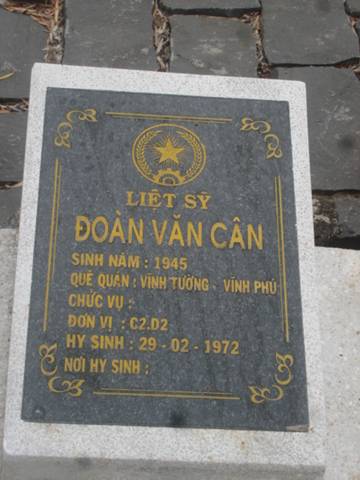 LIỆT SỸ
ĐOÀN VĂN CÂN
SINH NĂM : 1945
QUÊ QUÁN : VĨNH TƯỜNG - VĨNH PHÚ
CHỨC VỤ :
ĐƠN VỊ : C2.D2
HY SINH : 29 - 02 - 1972
NƠI HY SINH :